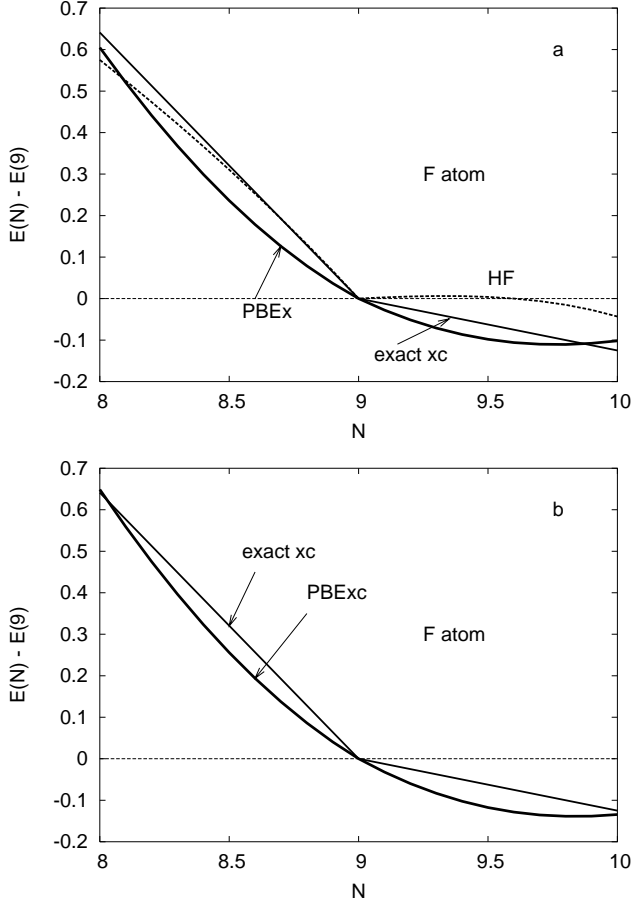 0.7
a
0.6
0.5
0.4
0.3
F atom
E(N) - E(9)
0.2
0.1
HF
0
PBEx
-0.1
exact xc
-0.2
8
8.5
9
9.5
10
N
0.7
b
0.6
0.5
exact xc
0.4
PBExc
0.3
F atom
E(N) - E(9)
0.2
0.1
0
-0.1
-0.2
8
8.5
9
9.5
10
N